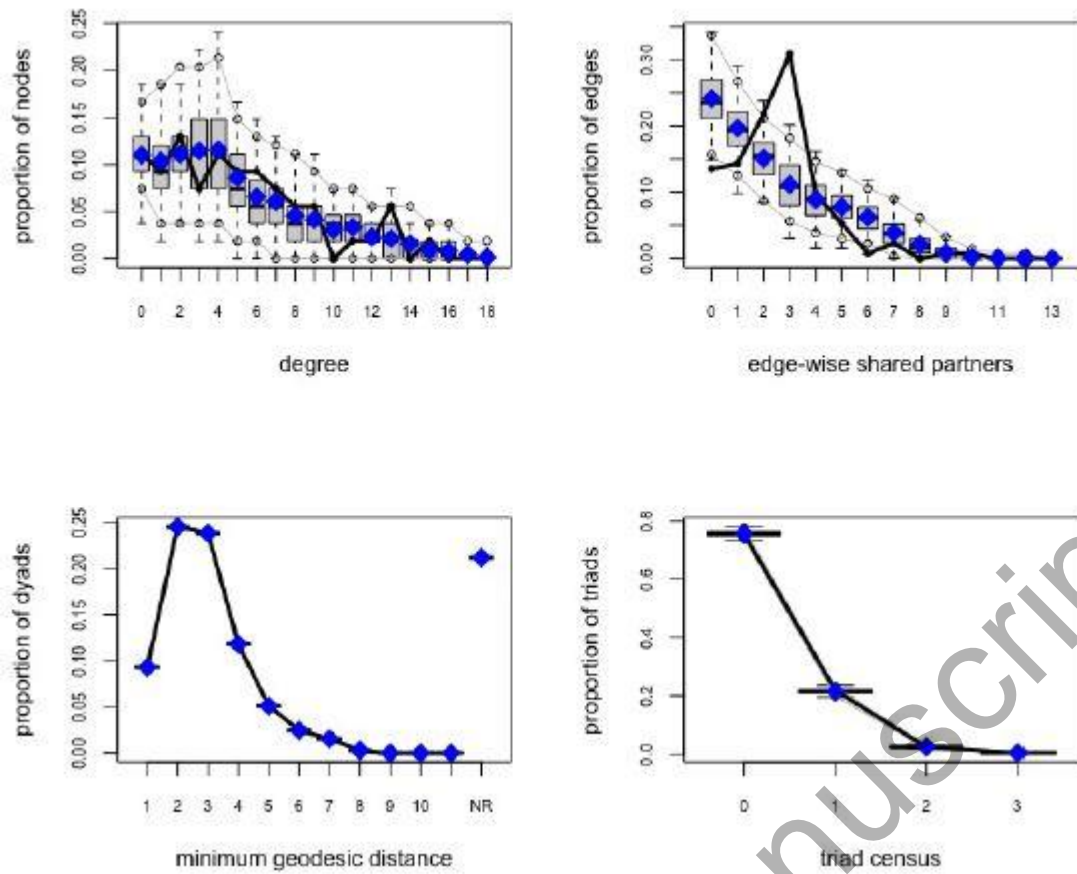 proportion of nodes
0.00 0.05 0.10 0.15 0.20 0.25
0 2 4 6 8 10 12 14 16 18
degree
proportion of edges
0.00 0.10 0.20 0.30
0 1 2 3 4 5 6 7 8 9 11 13
edge-wise shared partners
proportion of dyads
0.00 0.05 0.10 0.15 0.20 0.25
1 2 3 4 5 6 7 8 9 10 NR
minimum geodesic distance
proportion of triads
0.0 0.2 0.4 0.6 0.8
0 1 2 3
triad census
nuscrip